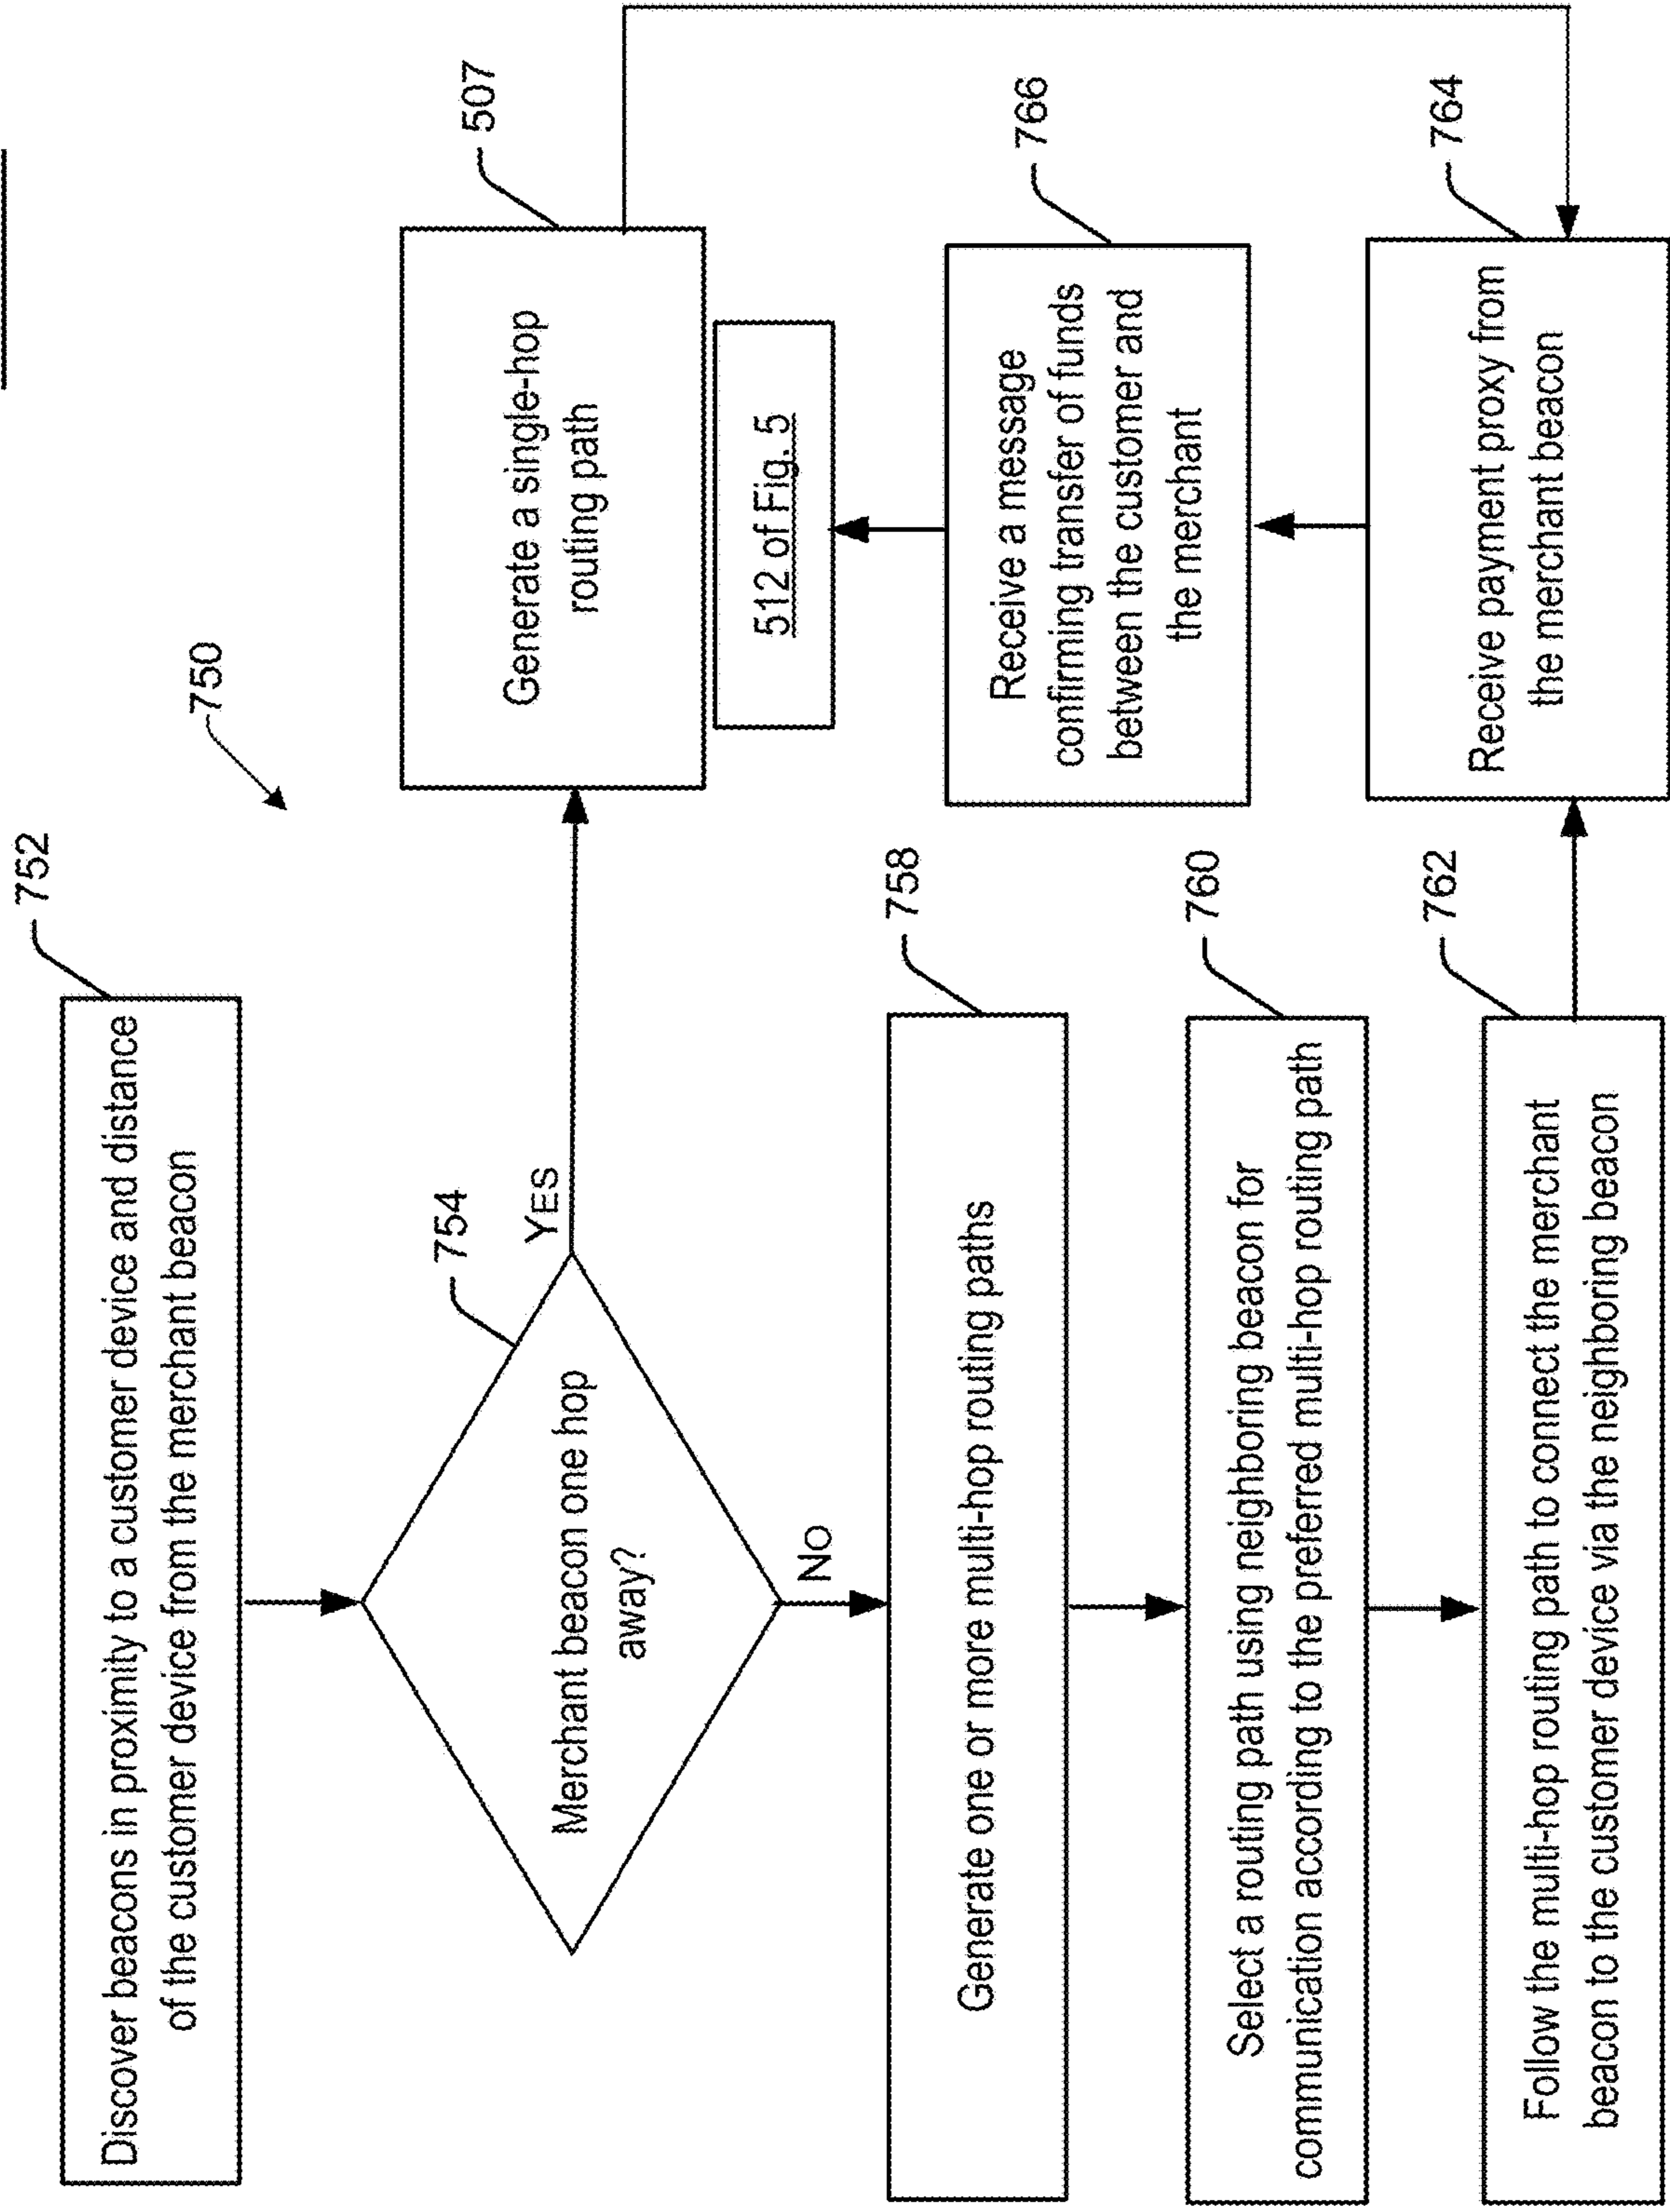 750
752
Discover beacons in proximity to a customer device and distance
of the customer device from the merchant beacon
754
Merchant beacon one hop
away?
YES
NO
507
Generate a single-hop
routing path
512 of Fig. 5
758
Generate one or more multi-hop routing paths
760
Select a routing path using neighboring beacon for
communication according to the preferred multi-hop routing path
762
Follow the multi-hop routing path to connect the merchant
beacon to the customer device via the neighboring beacon
766
Receive a message
confirming transfer of funds
between the customer and
the merchant
764
Receive payment proxy from
the merchant beacon